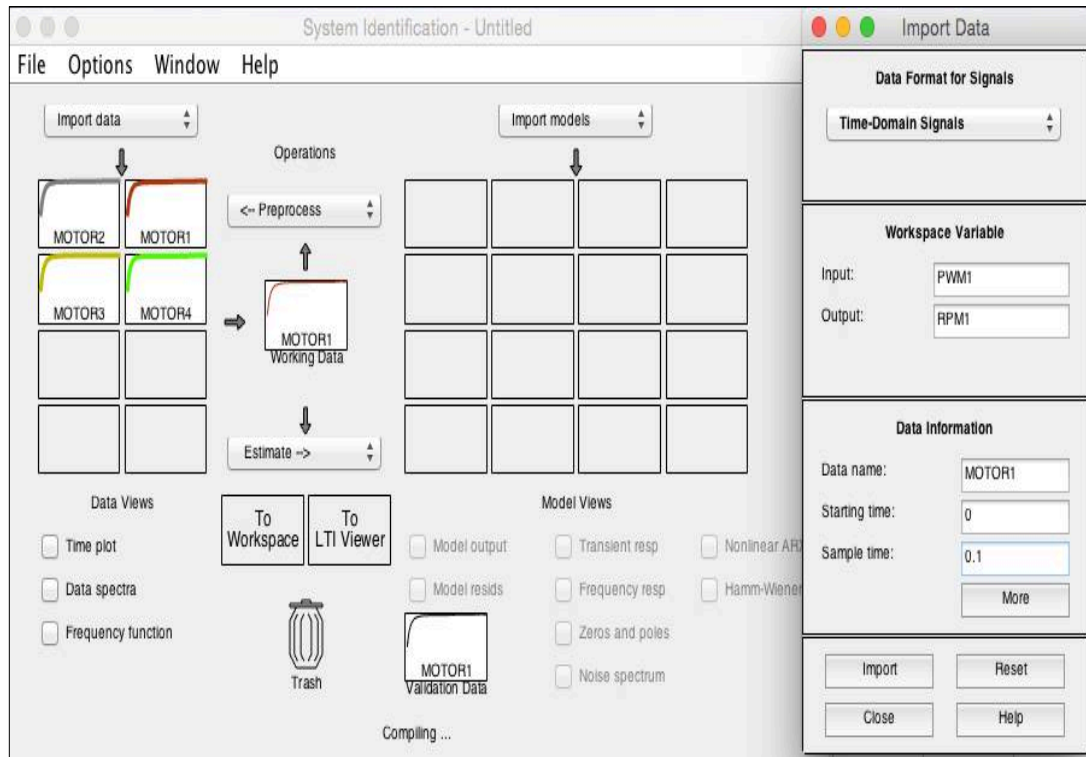 System Identification - Untitled
File Options Window Help
Import data
Operations
Import models
MOTOR2
MOTOR1
<-- Preprocess
MOTOR3
MOTOR4
MOTOR1
Working Data
Estimate -->
Data Views
To
Workspace
To
LTI Viewer
Model Views
Time plot
Data spectra
Frequency function
Model output
Transient resp
Nonlinear ARX
Model resids
Frequency resp
Hamm-Wiener
Zeros and poles
Noise spectrum
Trash
MOTOR1
Validation Data
Compiling ...
Import Data
Data Format for Signals
Time-Domain Signals
Workspace Variable
Input: PWM1
Output: RPM1
Data Information
Data name: MOTOR1
Starting time: 0
Sample time: 0.1
More
Import Reset
Close Help